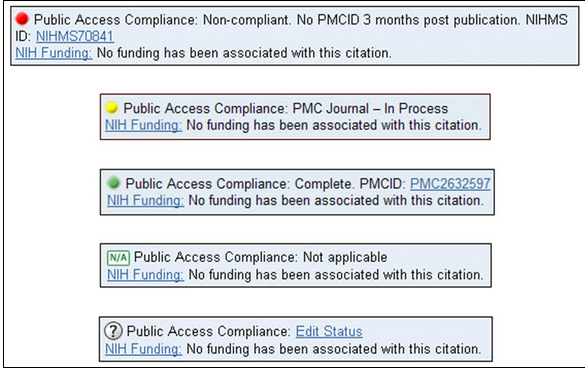 Public Access Compliance: Non-compliant. No PMCID 3 months post publication. NIHMS
ID: NIHMS70841
NIH Funding: No funding has been associated with this citation.
Public Access Compliance: PMC Journal – In Process
NIH Funding: No funding has been associated with this citation.
Public Access Compliance: Complete. PMCID: PMC2632597
NIH Funding: No funding has been associated with this citation.
N/A Public Access Compliance: Not applicable
NIH Funding: No funding has been associated with this citation.
? Public Access Compliance: Edit Status
NIH Funding: No funding has been associated with this citation.